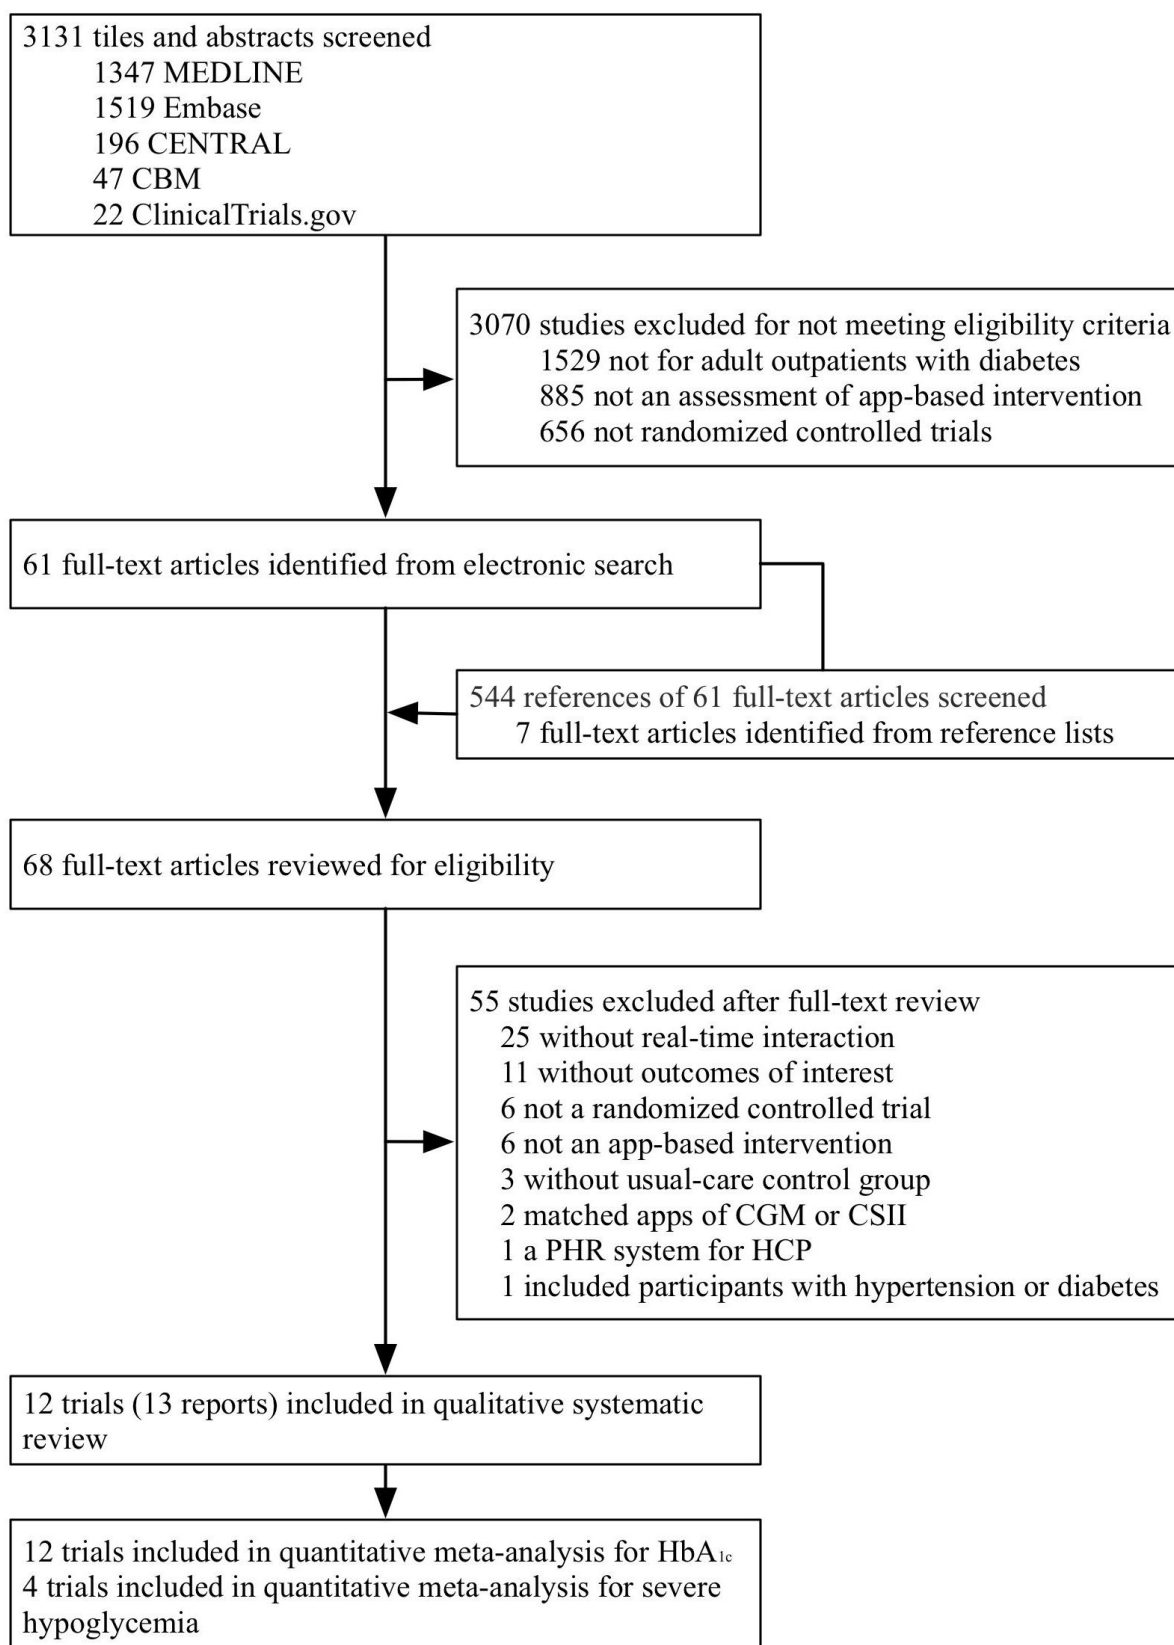 3131 tiles and abstracts screened
1347 MEDLINE
1519 Embase
196 CENTRAL
47 CBM
22 ClinicalTrials.gov
3070 studies excluded for not meeting eligibility criteria
1529 not for adult outpatients with diabetes
885 not an assessment of app-based intervention
656 not randomized controlled trials
61 full-text articles identified from electronic search
544 references of 61 full-text articles screened
7 full-text articles identified from reference lists
68 full-text articles reviewed for eligibility
55 studies excluded after full-text review
25 without real-time interaction
11 without outcomes of interest
6 not a randomized controlled trial
6 not an app-based intervention
3 without usual-care control group
2 matched apps of CGM or CSII
1 a PHR system for HCP
1 included participants with hypertension or diabetes
12 trials (13 reports) included in qualitative systematic
review
12 trials included in quantitative meta-analysis for HbA1c
4 trials included in quantitative meta-analysis for severe
hypoglycemia